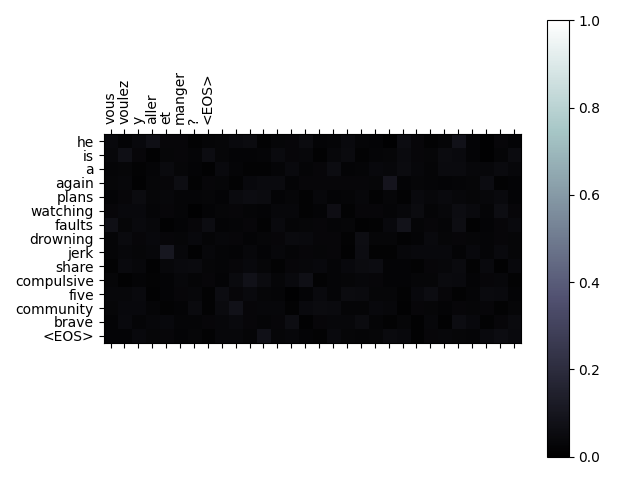 vous
voulez
y
aller
et
manger
?
<EOS>
he
is
a
again
plans
watching
faults
drowning
jerk
share
compulsive
five
community
brave
<EOS>
1.0
0.8
0.6
0.4
0.2
0.0